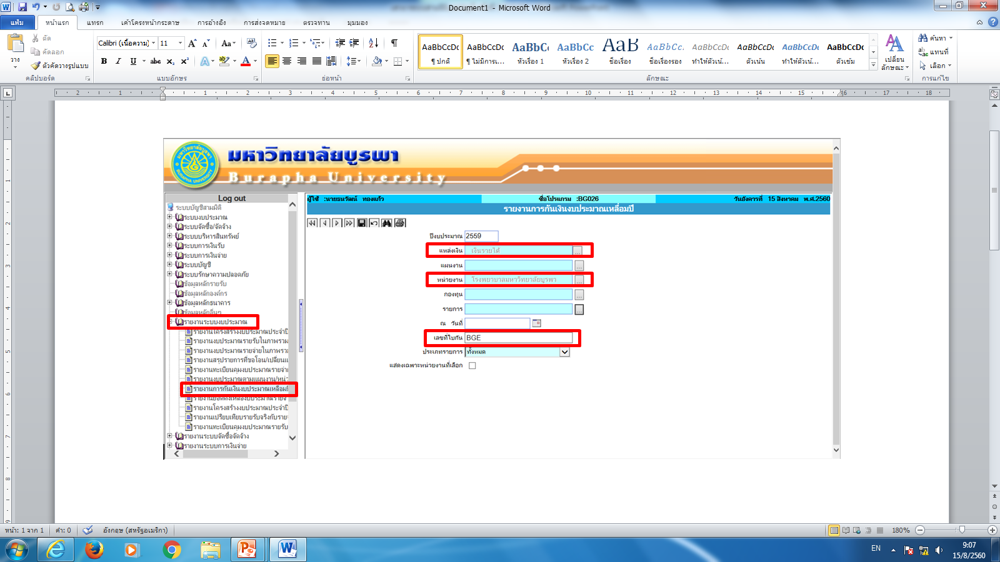 Document1 - Microsoft Word
แฟ้ม หน้าแรก แทรก เค้าโครงหน้ากระดาษ การอ้างอิง การส่งจดหมาย ตรวจทาน มุมมอง
วาง
ตัด
คัดลอก
ตัวคัดวางรูปแบบ
คลิปบอร์ด
Calibri (เนื้อความ) 11
แบบอักษร
ย่อหน้า
AaBbCcDc AaBbCcDc AaBbC AaBbCc AaB AaBbCc. AaBbCcDc AaBbCcDc AaBbCcDc AaBbCcDc
¶ ปกติ ¶ ไม่มีการเ... หัวเรื่อง 1 หัวเรื่อง 2 ชื่อเรื่อง ชื่อเรื่องรอง ทำให้ตัวเน้... ตัวเน้น ทำให้ตัวเน้... ตัวเข้ม
ลักษณะ
เปลี่ยนลักษณะ
ค้นหา
แทนที่
เลือก
การแก้ไข
มหาวิทยาลัยบูรพา
Burapha University
Log out
ระบบบัญชีสามมิติ
ระบบงบประมาณ
ระบบจัดซื้อ/จัดจ้าง
ระบบบริหารสินทรัพย์
ระบบการเงินรับ
ระบบการเงินจ่าย
ระบบบัญชี
ระบบรักษาความปลอดภัย
ข้อมูลหลักรายรับ
ข้อมูลหลักองค์กร
ข้อมูลหลักธนาคาร
ข้อมูลหลักอื่นๆ
รายงานระบบงบประมาณ
รายงานโครงสร้างงบประมาณประจำปี
รายงานงบประมาณรายรับในภาพรวม
รายงานงบประมาณรายจ่ายในภาพรว
รายงานสรุปรายการที่ขอโอน/เปลี่ยนแ
รายงานทะเบียนคุมงบประมาณรายจ่า
รายงานงบประมาณตามแผนงาน/หน่ว
รายงานการกันเงินงบประมาณเหลื่อมปี
รายงานยอดคงเหลืองบประมาณรายจ่
รายงานโครงสร้างงบประมาณประจำปี
รายงานเปรียบเทียบรายรับจริงกับราย
รายงานทะเบียนคุมงบประมาณรายรับ
รายงานระบบจัดซื้อจัดจ้าง
รายงานระบบการเงินจ่าย
ผู้ใช้ :นายธนวัฒน์ ทองแก้ว ชื่อโปรแกรม :BG026 วันอังคารที่ 15 สิงหาคม พ.ศ.2560
รายงานการกันเงินงบประมาณเหลื่อมปี
ปีงบประมาณ 2559
แหล่งเงิน เงินรายได้ ...
แผนงาน ...
หน่วยงาน โรงพยาบาลมหาวิทยาลัยบูรพา ...
กองทุน ...
รายการ ...
ณ วันที่
เลขที่ใบกัน BGE
ประเภทรายการ ทั้งหมด
แสดงเฉพาะหน่วยงานที่เลือก
หน้า: 1 จาก 1 คำ: 0 อังกฤษ (สหรัฐอเมริกา) 180%
EN 9:07
15/8/2560